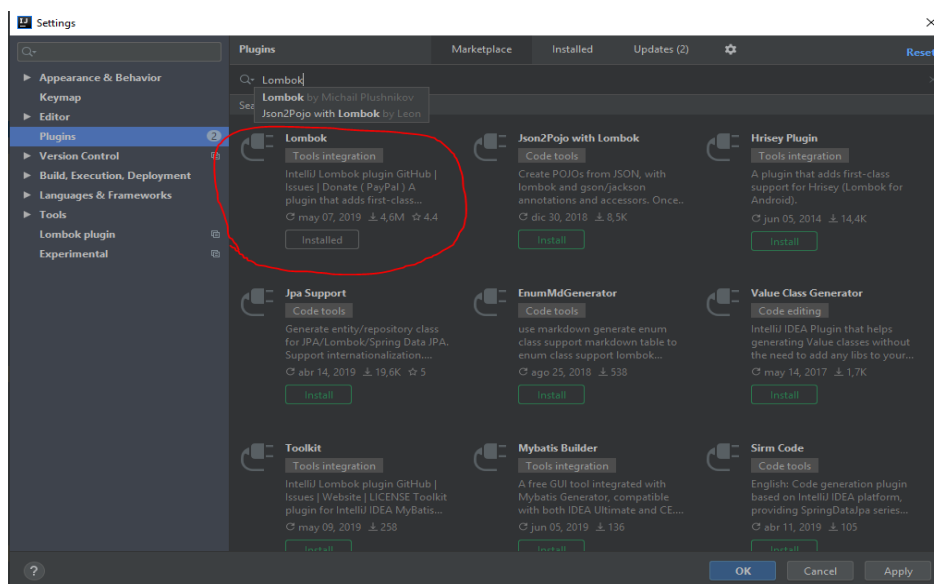 Settings
Appearance & Behavior
Keymap
Editor
Plugins
2
Version Control
Build, Execution, Deployment
Languages & Frameworks
Tools
Lombok plugin
Experimental
Plugins
Marketplace
Installed
Updates (2)
Reset
Lombok
Lombok by Michail Plushnikov
Json2Pojo with Lombok by Leon
Sea
Lombok
Tools integration
IntelliJ Lombok plugin GitHub |
Issues | Donate ( PayPal ) A
plugin that adds first-class...
may 07, 2019 4,6M 4.4
Installed
Json2Pojo with Lombok
Code tools
Create POJOs from JSON, with
lombok and gson/jackson
annotations and accessors. Once..
dic 30, 2018 8,5K
Install
Hrisey Plugin
Tools integration
A plugin that adds first-class
support for Hrisey (Lombok for
Android).
jun 05, 2014 14,4K
Install
Jpa Support
Code tools
Generate entity/repository class
for JPA/Lombok/Spring Data JPA.
Support internationalization....
abr 14, 2019 19,6K 5
Install
EnumMdGenerator
Code tools
use markdown generate enum
class support markdown table to
enum class support lombok...
ago 25, 2018 538
Install
Value Class Generator
Code editing
IntelliJ IDEA Plugin that helps
generating Value classes without
the need to add any libs to your...
may 14, 2017 1,7K
Install
Toolkit
Tools integration
IntelliJ Lombok plugin GitHub |
Issues | Website | LICENSE Toolkit
plugin for IntelliJ IDEA MyBatis...
may 09, 2019 258
Install
Mybatis Builder
Tools integration
A free GUI tool integrated with
Mybatis Generator, compatible
with both IDEA Ultimate and CE....
jun 05, 2019 136
Install
Sirm Code
Code tools
English: Code generation plugin
based on IntelliJ IDEA platform,
providing SpringDataJpa series...
abr 11, 2019 105
Install
?
OK
Cancel
Apply